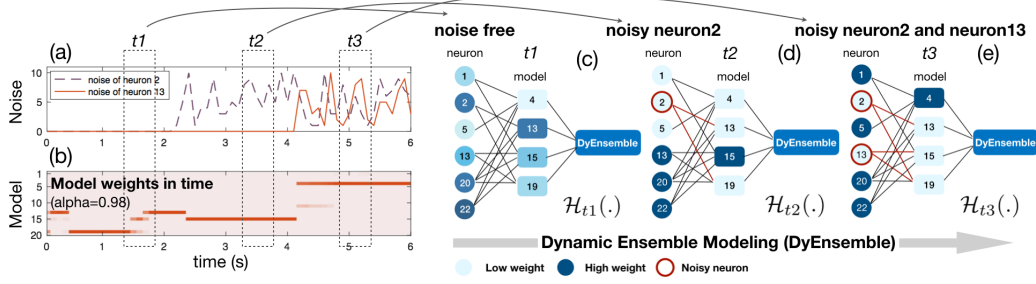 t1 t2 t3
noise free noisy neuron2 noisy neuron2 and neuron13
(a)
Noise
10
5
0
noise of neuron 2
noise of neuron 13
0 1 2 3 4 5 6
(b)
Model
1
5
10
15
20
Model weights in time
(alpha=0.98)
0 1 2 3 4 5 6
time (s)
neuron t1 (c)
model
1
2
5
13
20
22
4
13
15
19
DyEnsemble
ℋt1(.)
neuron t2 (d)
model
1
2
5
13
20
22
4
13
15
19
DyEnsemble
ℋt2(.)
neuron t3 (e)
model
1
2
5
13
20
22
4
13
15
19
DyEnsemble
ℋt3(.)
Dynamic Ensemble Modeling (DyEnsemble)
Low weight High weight Noisy neuron